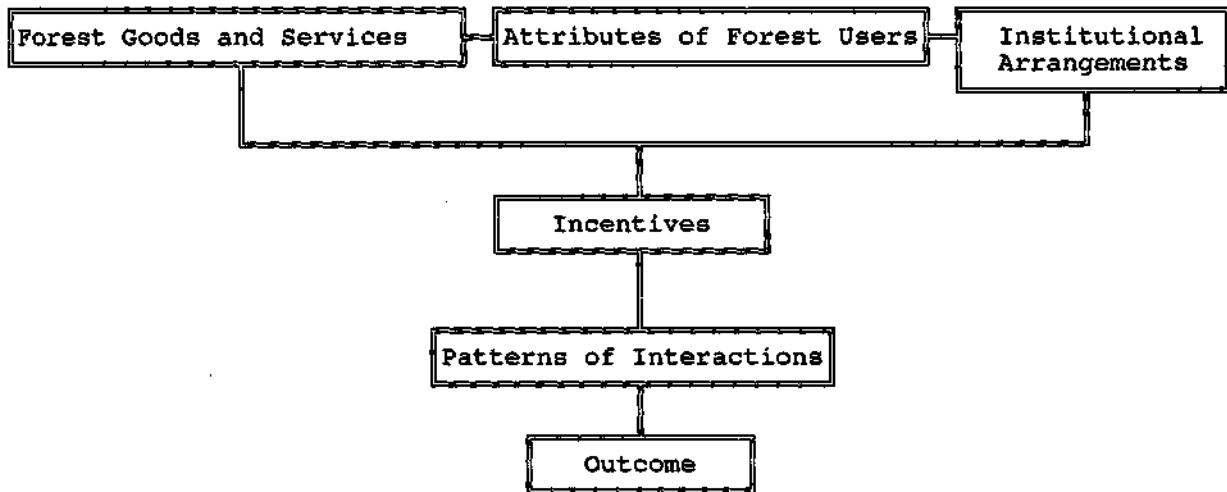 Forest Goods and Services
Attributes of Forest Users
Institutional
Arrangements
Incentives
Patterns of Interactions
Outcome